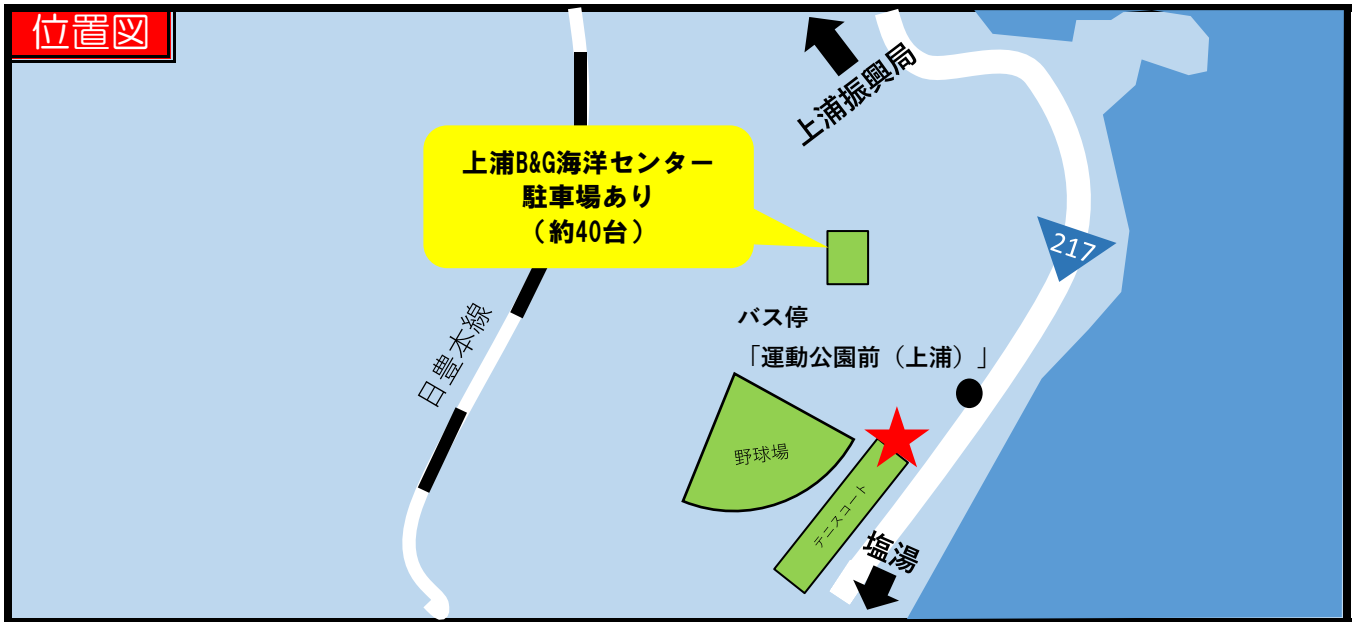 位置図
上浦振興局
上浦B&G海洋センター
駐車場あり
（約40台）
217
日豊本線
バス停
「運動公園前（上浦）」
野球場
テニスコート
塩湯